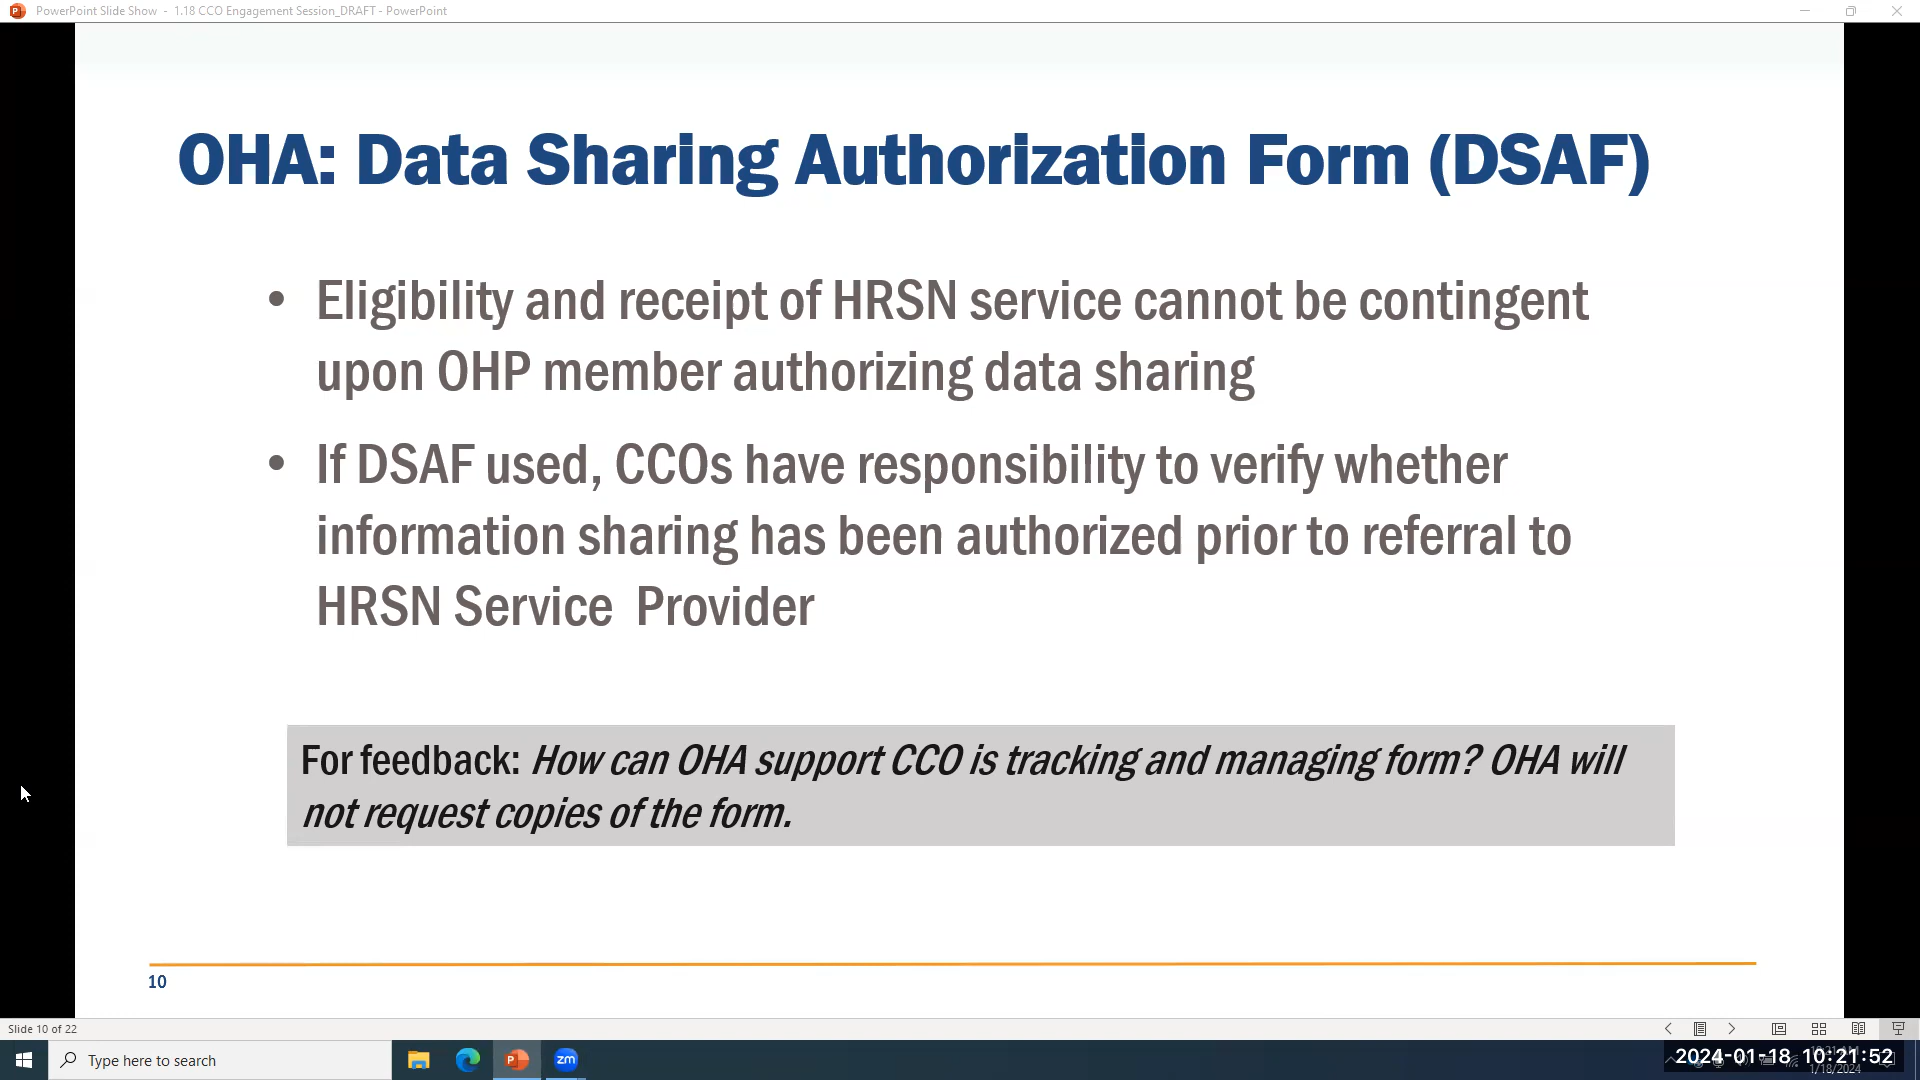 PowerPoint Slide Show - 1.18 CCO Engagement Session_DRAFT - PowerPoint
OHA: Data Sharing Authorization Form (DSAF)
• Eligibility and receipt of HRSN service cannot be contingent
upon OHP member authorizing data sharing
• If DSAF used, CCOs have responsibility to verify whether
information sharing has been authorized prior to referral to
HRSN Service Provider
For feedback: How can OHA support CCO is tracking and managing form? OHA will
not request copies of the form.
10
Slide 10 of 22
Type here to search
zm
2024-01-18 10:21:52
1/18/2024